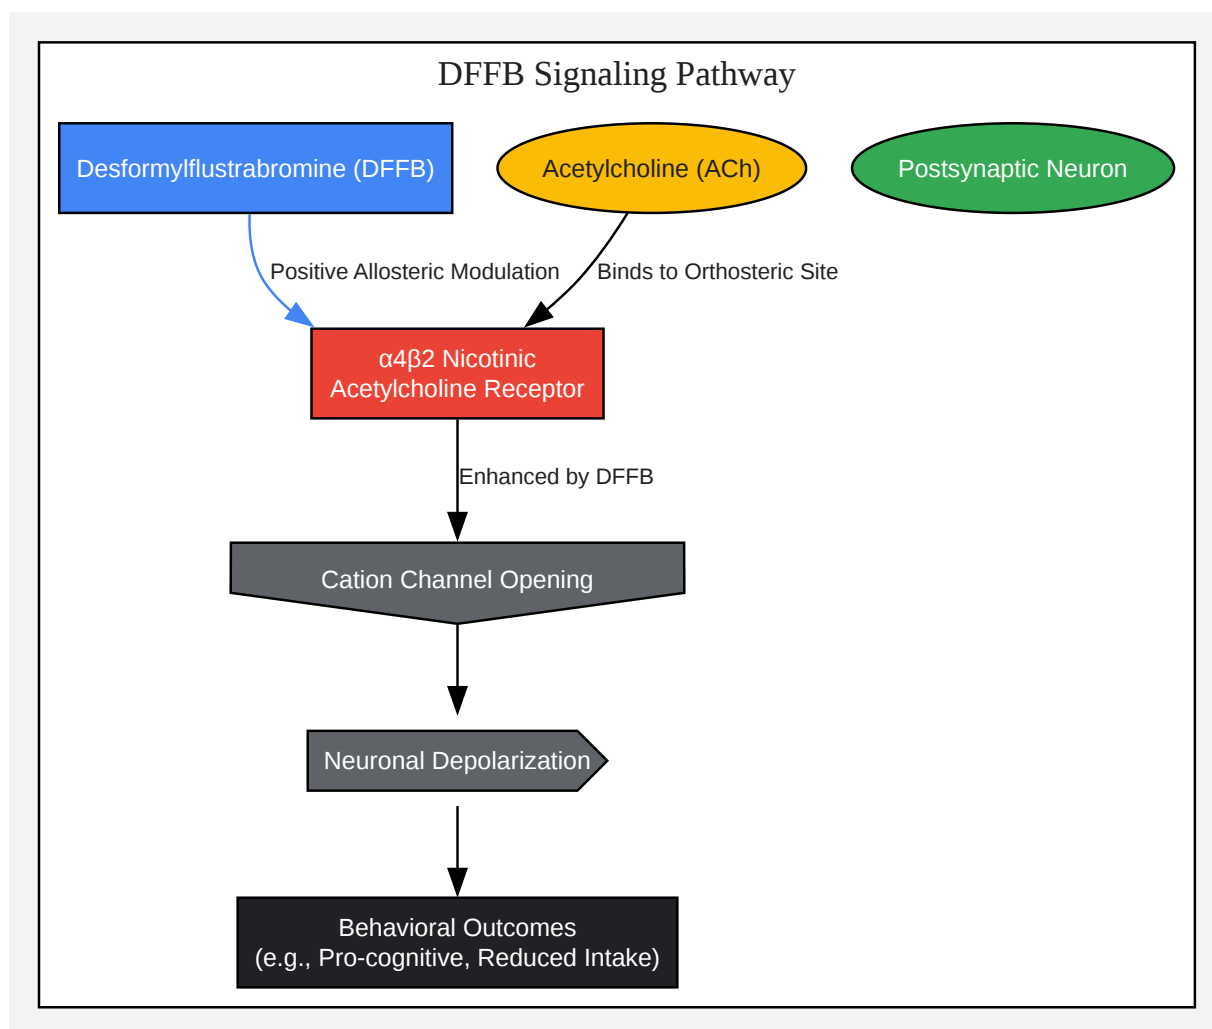 DFFB Signaling Pathway
Desformylflustrabromine (DFFB)
Acetylcholine (ACh)
Postsynaptic Neuron
Positive Allosteric Modulation
Binds to Orthosteric Site
α4β2 Nicotinic
Acetylcholine Receptor
Enhanced by DFFB
Cation Channel Opening
Neuronal Depolarization
Behavioral Outcomes
(e.g., Pro-cognitive, Reduced Intake)